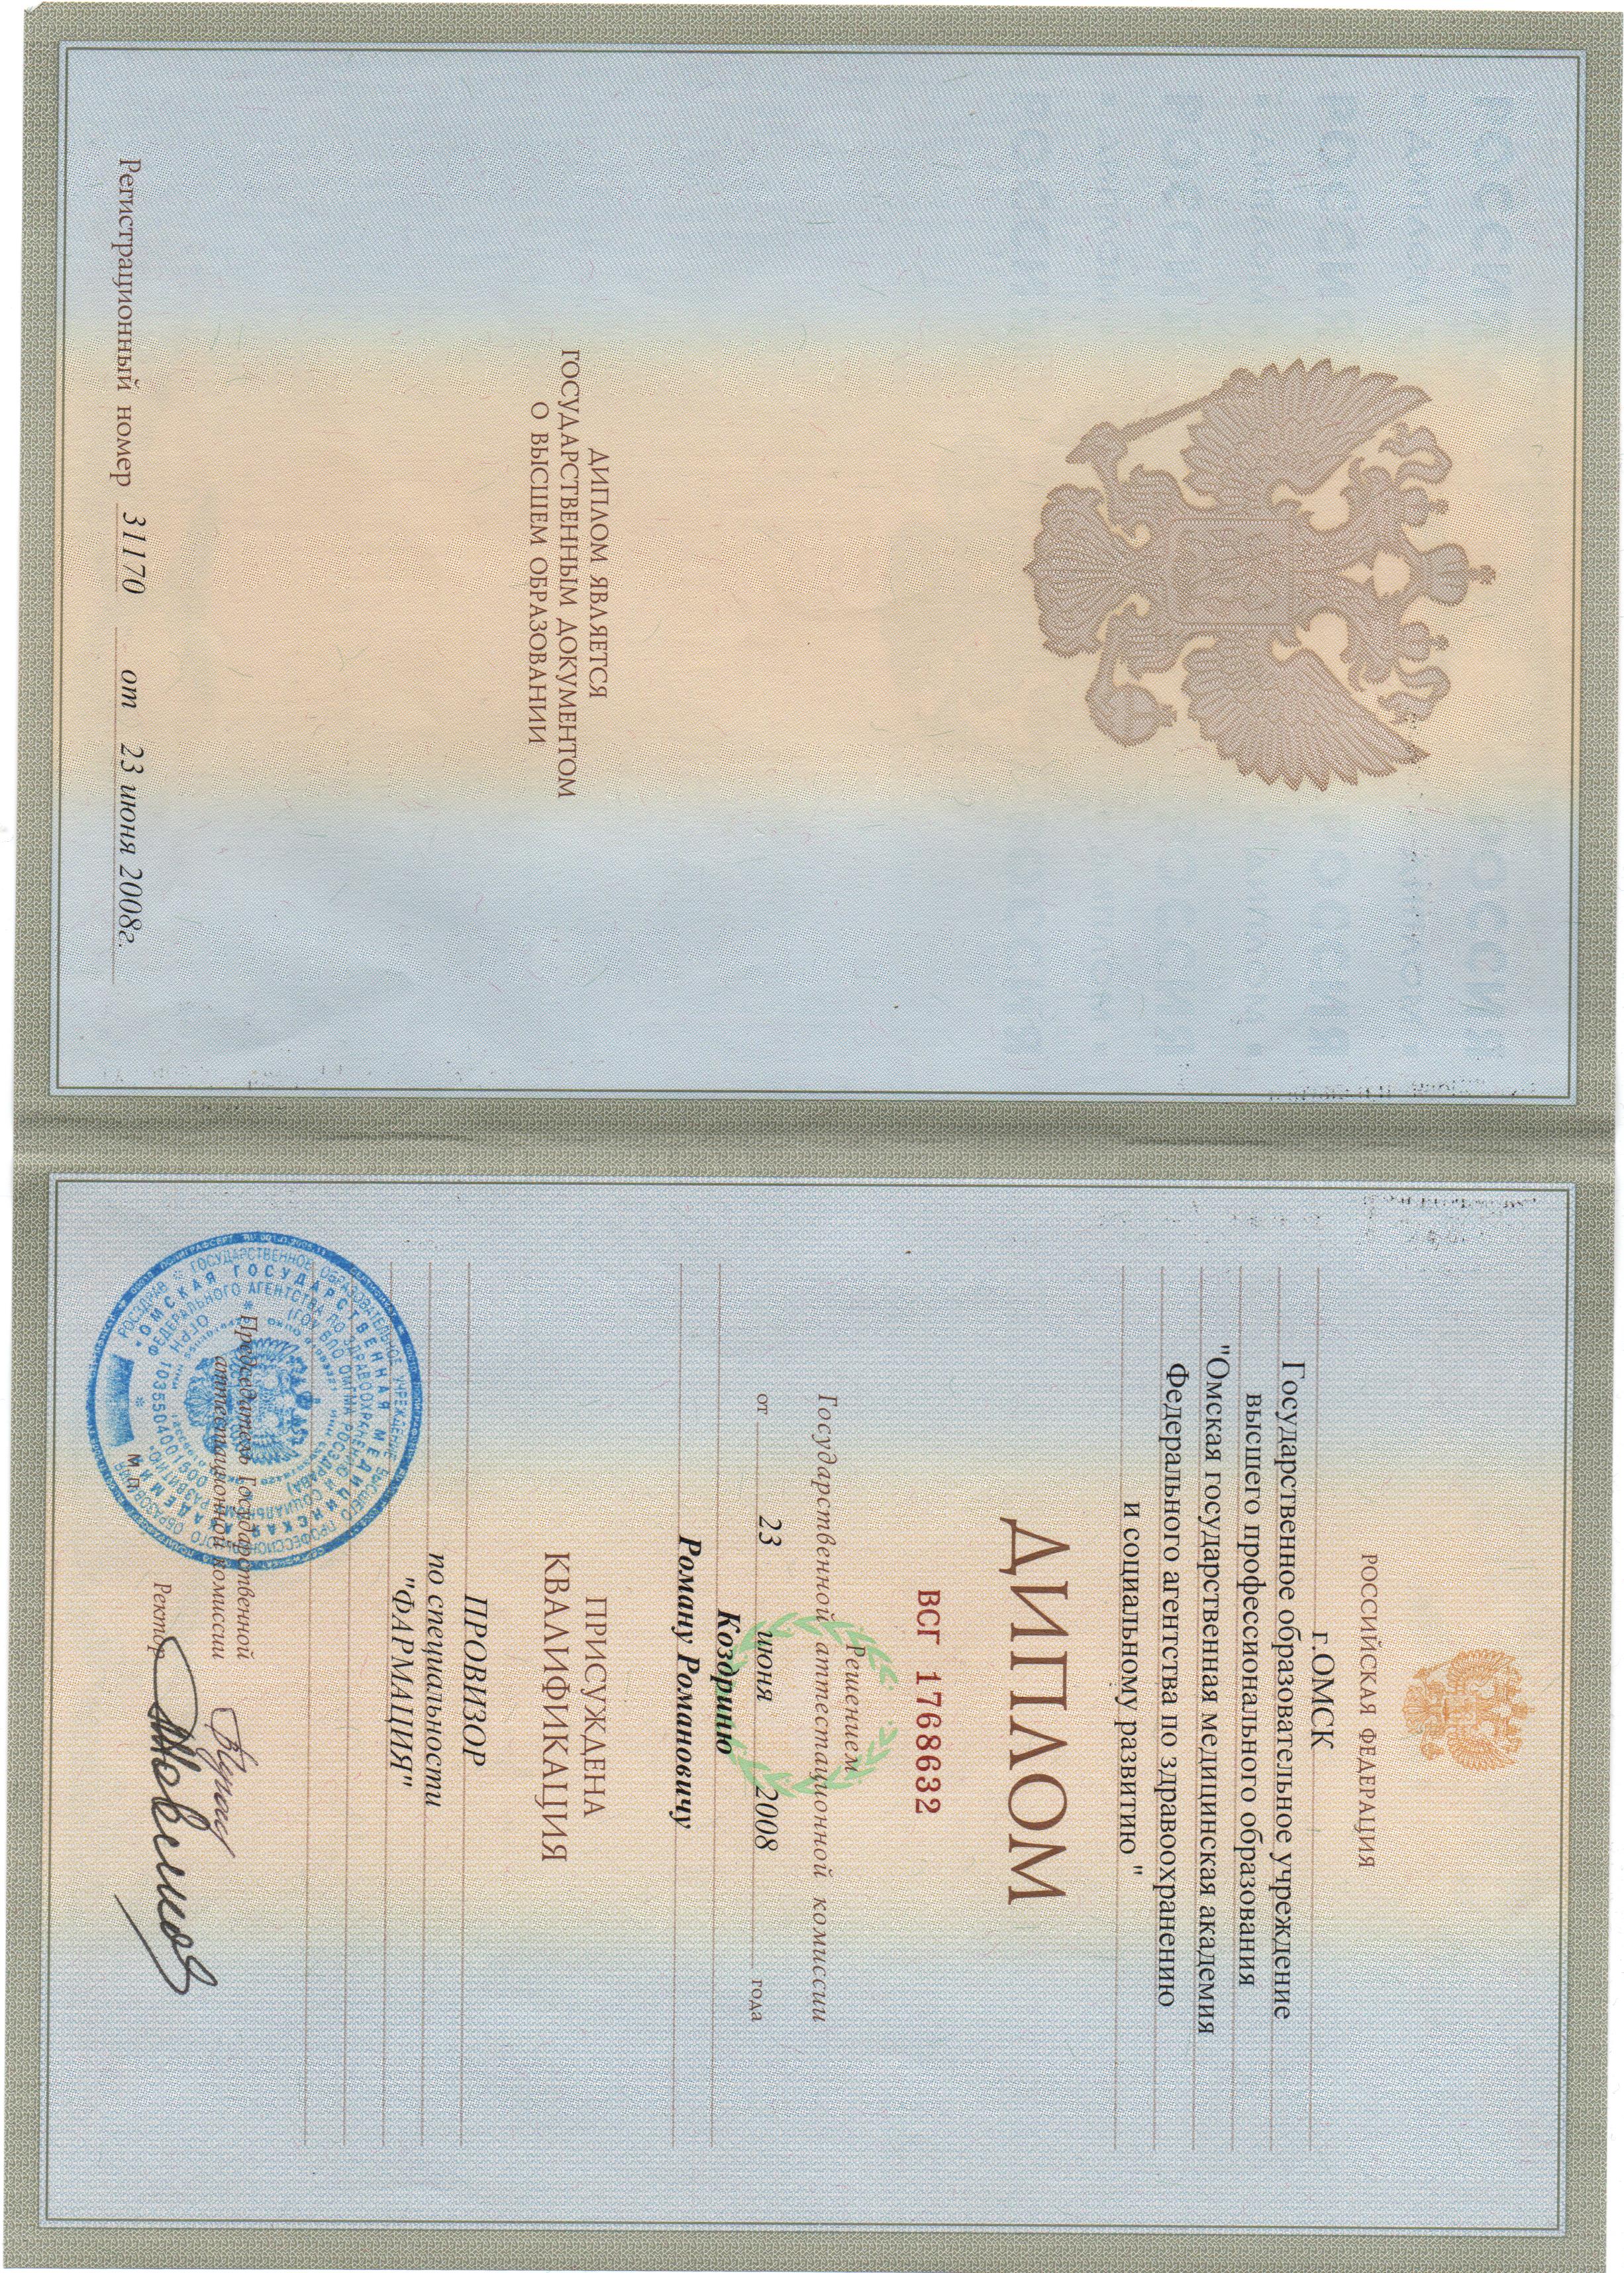 ДИПЛОМ ЯВЛЯЕТСЯ
ГОСУДАРСТВЕННЫМ ДОКУМЕНТОМ
О ВЫСШЕМ ОБРАЗОВАНИИ
Регистрационный номер 31170 от 23 июня 2008г.
РОССИЙСКАЯ ФЕДЕРАЦИЯ
г.ОМСК
Государственное образовательное учреждение
высшего профессионального образования
"Омская государственная медицинская академия
Федерального агентства по здравоохранению
и социальному развитию "
ДИПЛОМ
ВСГ 1768632
Решением
Государственной аттестационной комиссии
от 23 июня 2008 года
Коздриню
Роману Романовичу
ПРИСУЖДЕНА
КВАЛИФИКАЦИЯ
ПРОВИЗОР
по специальности
"ФАРМАЦИЯ"
Председатель Государственной
аттестационной комиссии
Ректор
М.П.
ГОСУДАРСТВЕННОЕ ОБРАЗОВАТЕЛЬНОЕ УЧРЕЖДЕНИЕ ВЫСШЕГО ПРОФЕССИОНАЛЬНОГО ОБРАЗОВАНИЯ
ОМСКАЯ ГОСУДАРСТВЕННАЯ МЕДИЦИНСКАЯ АКАДЕМИЯ
ФЕДЕРАЛЬНОГО АГЕНТСТВА ПО ЗДРАВООХРАНЕНИЮ И СОЦИАЛЬНОМУ РАЗВИТИЮ
(ГОУ ВПО ОмГМА РОСЗДРАВА)
ОГРН 1035504001500